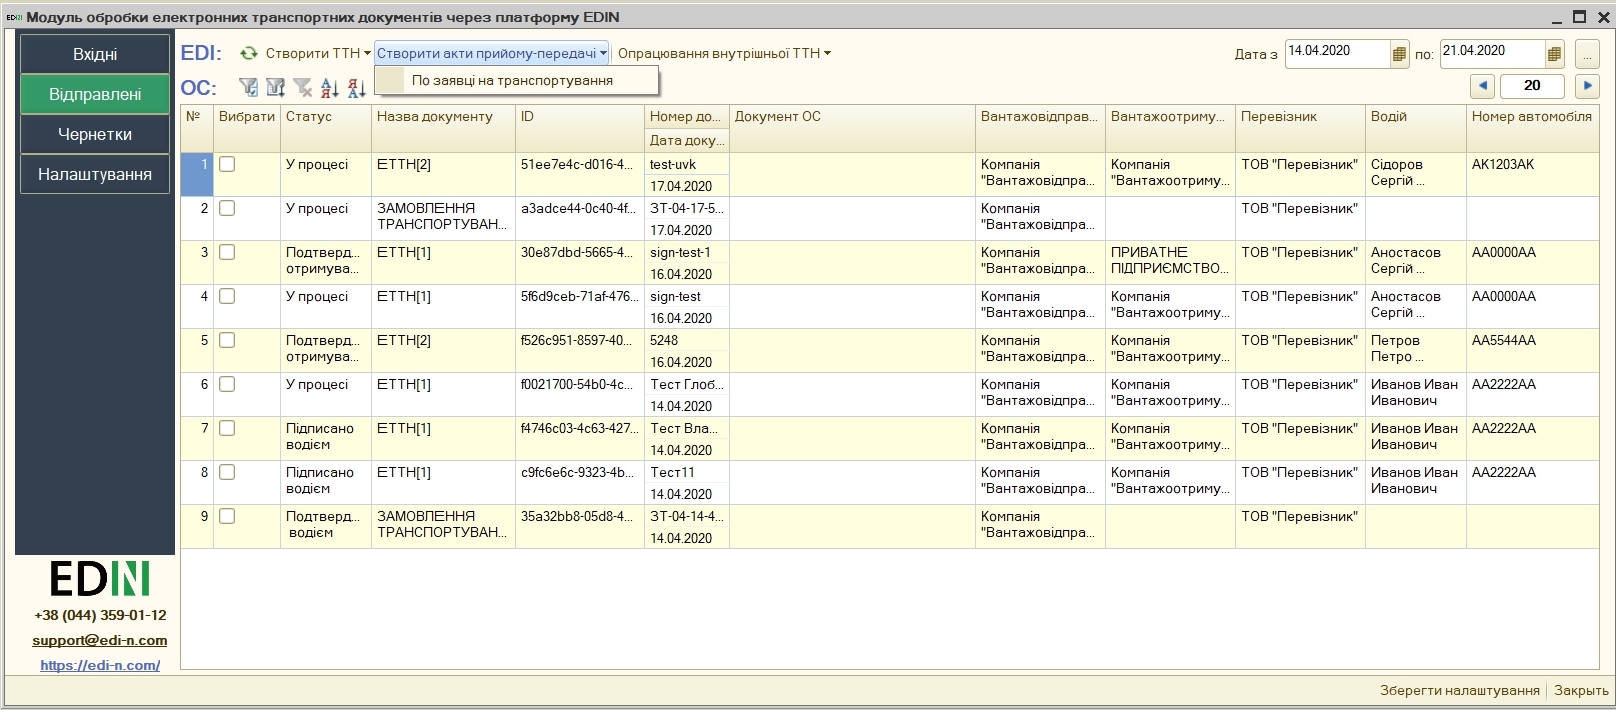 EDIN Модуль обробки електронних транспортних документів через платформу EDIN
Вхідні
Відправлені
Чернетки
Налаштування
EDI: Створити ТТН Створити акти прийому-передачі Опрацювання внутрішньої ТТН Дата з 14.04.2020 по: 21.04.2020 ...
По заявці на транспортування
ОС: 20
№ Вибрати Статус Назва документу ID Номер до... Документ ОС Вантажовідправ... Вантажоотриму... Перевізник Водій Номер автомобіля
Дата доку...
1 У процесі ЕТТН[2] 51ee7e4c-d016-4... test-uvk Компанія Компанія ТОВ "Перевізник" Сідоров АК1203АК
17.04.2020 "Вантажовідпра... "Вантажоотриму... Сергій ...
2 У процесі ЗАМОВЛЕННЯ a3adce44-0c40-4f... ЗТ-04-17-5... Компанія ТОВ "Перевізник"
ТРАНСПОРТУВАН... 17.04.2020 "Вантажовідпра...
3 Подтверд... ЕТТН[1] 30e87dbd-5665-4... sign-test-1 Компанія ПРИВАТНЕ ТОВ "Перевізник" Аностасов АА0000АА
отримува... 16.04.2020 "Вантажовідпра... ПІДПРИЄМСТВО... Сергій ...
4 У процесі ЕТТН[1] 5f6d9ceb-71af-476... sign-test Компанія Компанія ТОВ "Перевізник" Аностасов АА0000АА
16.04.2020 "Вантажовідпра... "Вантажоотриму... Сергій ...
5 Подтверд... ЕТТН[2] f526c951-8597-40... 5248 Компанія Компанія ТОВ "Перевізник" Петров АА5544АА
отримува... 16.04.2020 "Вантажовідпра... "Вантажоотриму... Петро ...
6 У процесі ЕТТН[1] f0021700-54b0-4c... Тест Глоб... Компанія Компанія ТОВ "Перевізник" Иванов Иван АА2222АА
14.04.2020 "Вантажовідпра... "Вантажоотриму... Иванович
7 Підписано ЕТТН[1] f4746c03-4c63-427... Тест Вла... Компанія Компанія ТОВ "Перевізник" Иванов Иван АА2222АА
водієм 14.04.2020 "Вантажовідпра... "Вантажоотриму... Иванович
8 Підписано ЕТТН[1] c9fc6e6c-9323-4b... Тест11 Компанія Компанія ТОВ "Перевізник" Иванов Иван АА2222АА
водієм 14.04.2020 "Вантажовідпра... "Вантажоотриму... Иванович
9 Подтверд... ЗАМОВЛЕННЯ 35a32bb8-05d8-4... ЗТ-04-14-4... Компанія ТОВ "Перевізник"
водієм ТРАНСПОРТУВАН... 14.04.2020 "Вантажовідпра...
EDIN
+38 (044) 359-01-12
support@edi-n.com
https://edi-n.com/
Зберегти налаштування Закрыть